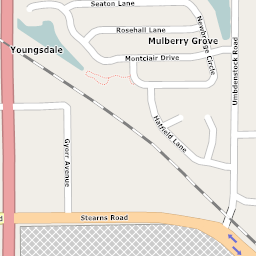 Seaton Lane
Rosehall Lane
Mulberry Grove
Newbridge Circle
Youngsdale
Montclair Drive
Umbdenstock Road
Hatfield Lane
Gyorr Avenue
Stearns Road
d